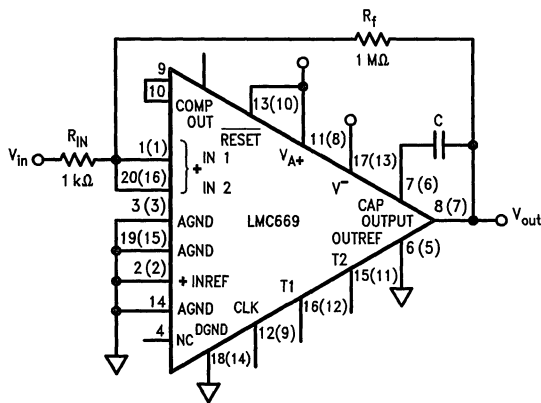 Rf
1 MΩ
9
10
COMP
OUT
13(10)
RESET
VA+
11(8)
V−
17(13)
C
RIN
Vin
1 kΩ
1(1)
20(16)
+
IN 1
IN 2
7 (6)
CAP
OUTPUT
8 (7)
Vout
3 (3)
AGND
LMC669
19(15)
AGND
OUTREF
6 (5)
2 (2)
+ INREF
T2
15(11)
14
AGND
T1
16(12)
CLK
12(9)
4
NC
DGND
18(14)